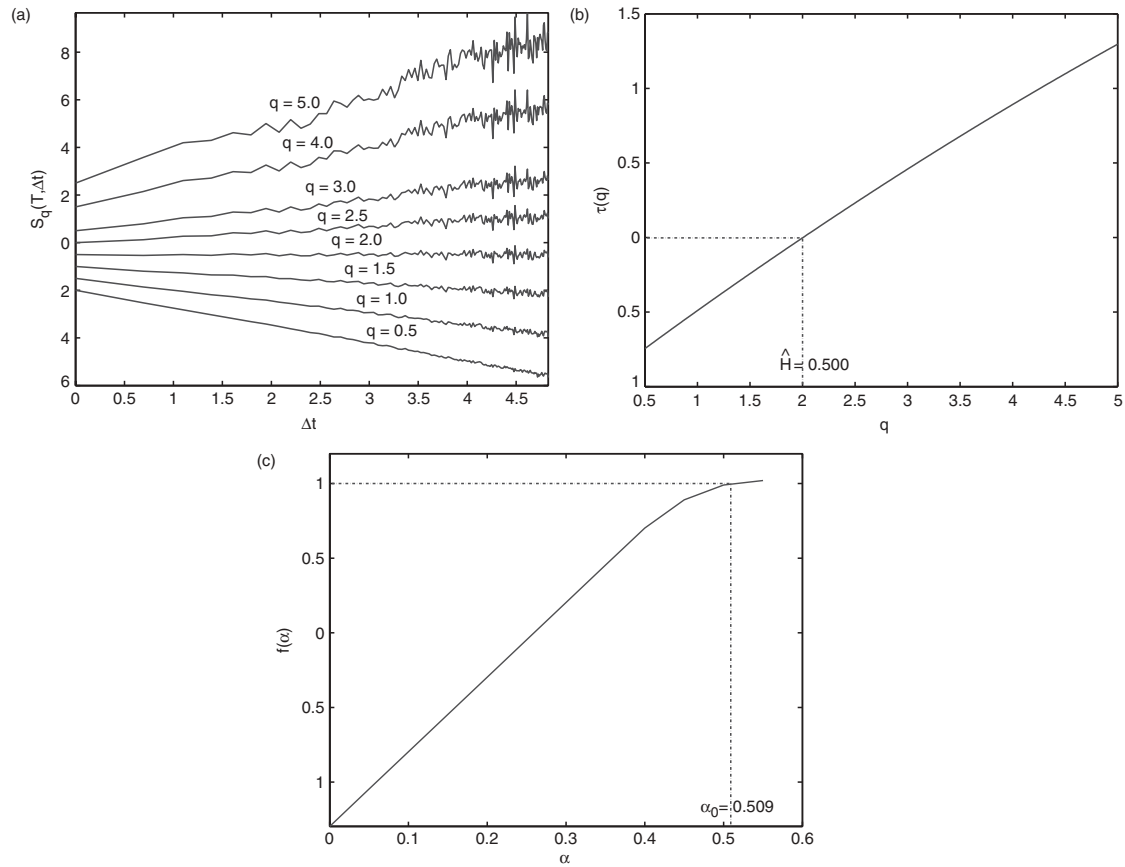 (a)
S_q(T,Δt)
8
6
4
2
0
2
4
6
q = 5.0
q = 4.0
q = 3.0
q = 2.5
q = 2.0
q = 1.5
q = 1.0
q = 0.5
0 0.5 1 1.5 2 2.5 3 3.5 4 4.5
Δt
(b)
τ(q)
1.5
1
0.5
0
0.5
1
Ĥ = 0.500
0.5 1 1.5 2 2.5 3 3.5 4 4.5 5
q
(c)
f(α)
1
0.5
0
0.5
1
α₀ = 0.509
0 0.1 0.2 0.3 0.4 0.5 0.6
α